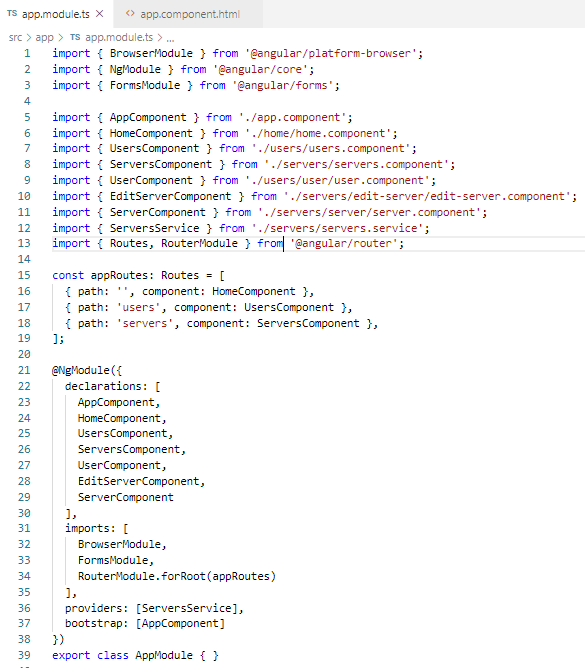 TS app.module.ts × <> app.component.html
src > app > TS app.module.ts > ...
1 import { BrowserModule } from '@angular/platform-browser';
2 import { NgModule } from '@angular/core';
3 import { FormsModule } from '@angular/forms';
4
5 import { AppComponent } from './app.component';
6 import { HomeComponent } from './home/home.component';
7 import { UsersComponent } from './users/users.component';
8 import { ServersComponent } from './servers/servers.component';
9 import { UserComponent } from './users/user/user.component';
10 import { EditServerComponent } from './servers/edit-server/edit-server.component';
11 import { ServerComponent } from './servers/server/server.component';
12 import { ServersService } from './servers/servers.service';
13 import { Routes, RouterModule } from '@angular/router';
14
15 const appRoutes: Routes = [
16   { path: '', component: HomeComponent },
17   { path: 'users', component: UsersComponent },
18   { path: 'servers', component: ServersComponent },
19 ];
20
21 @NgModule({
22   declarations: [
23     AppComponent,
24     HomeComponent,
25     UsersComponent,
26     ServersComponent,
27     UserComponent,
28     EditServerComponent,
29     ServerComponent
30   ],
31   imports: [
32     BrowserModule,
33     FormsModule,
34     RouterModule.forRoot(appRoutes)
35   ],
36   providers: [ServersService],
37   bootstrap: [AppComponent]
38 })
39 export class AppModule { }